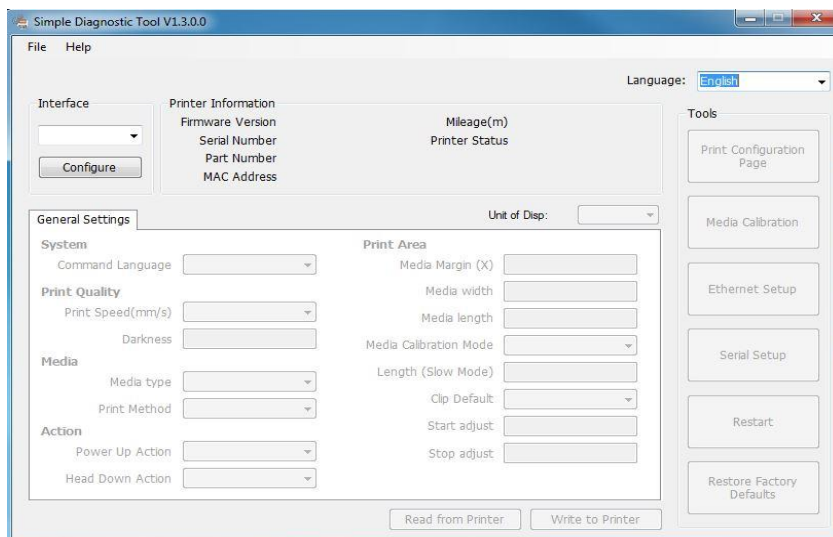 Simple Diagnostic Tool V1.3.0.0
File Help
Language: English
Interface
Configure
Printer Information
Firmware Version
Serial Number
Part Number
MAC Address
Mileage(m)
Printer Status
Tools
Print Configuration
Page
Media Calibration
Ethernet Setup
Serial Setup
Restart
Restore Factory
Defaults
General Settings
Unit of Disp:
System
Command Language
Print Quality
Print Speed(mm/s)
Darkness
Media
Media type
Print Method
Action
Power Up Action
Head Down Action
Print Area
Media Margin (X)
Media width
Media length
Media Calibration Mode
Length (Slow Mode)
Clip Default
Start adjust
Stop adjust
Read from Printer
Write to Printer